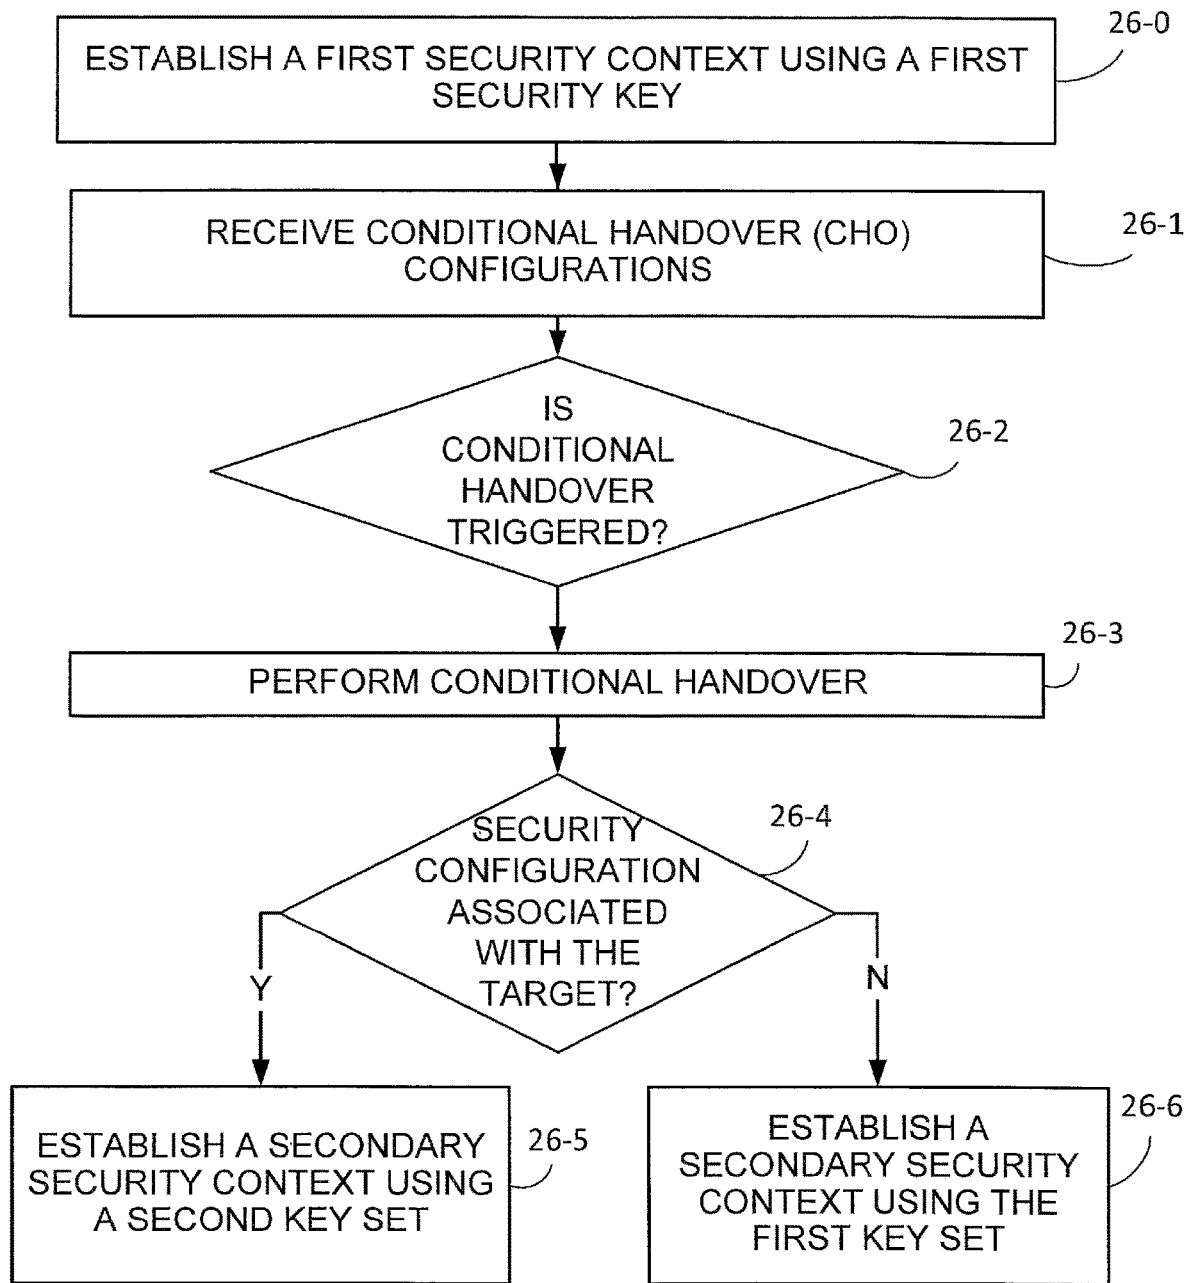 26-0
ESTABLISH A FIRST SECURITY CONTEXT USING A FIRST
SECURITY KEY
26-1
RECEIVE CONDITIONAL HANDOVER (CHO)
CONFIGURATIONS
IS
CONDITIONAL
HANDOVER
TRIGGERED?
26-2
26-3
PERFORM CONDITIONAL HANDOVER
26-4
SECURITY
CONFIGURATION
ASSOCIATED
WITH THE
TARGET?
Y
N
ESTABLISH A SECONDARY
SECURITY CONTEXT USING
A SECOND KEY SET
26-5
ESTABLISH A
SECONDARY SECURITY
CONTEXT USING THE
FIRST KEY SET
26-6